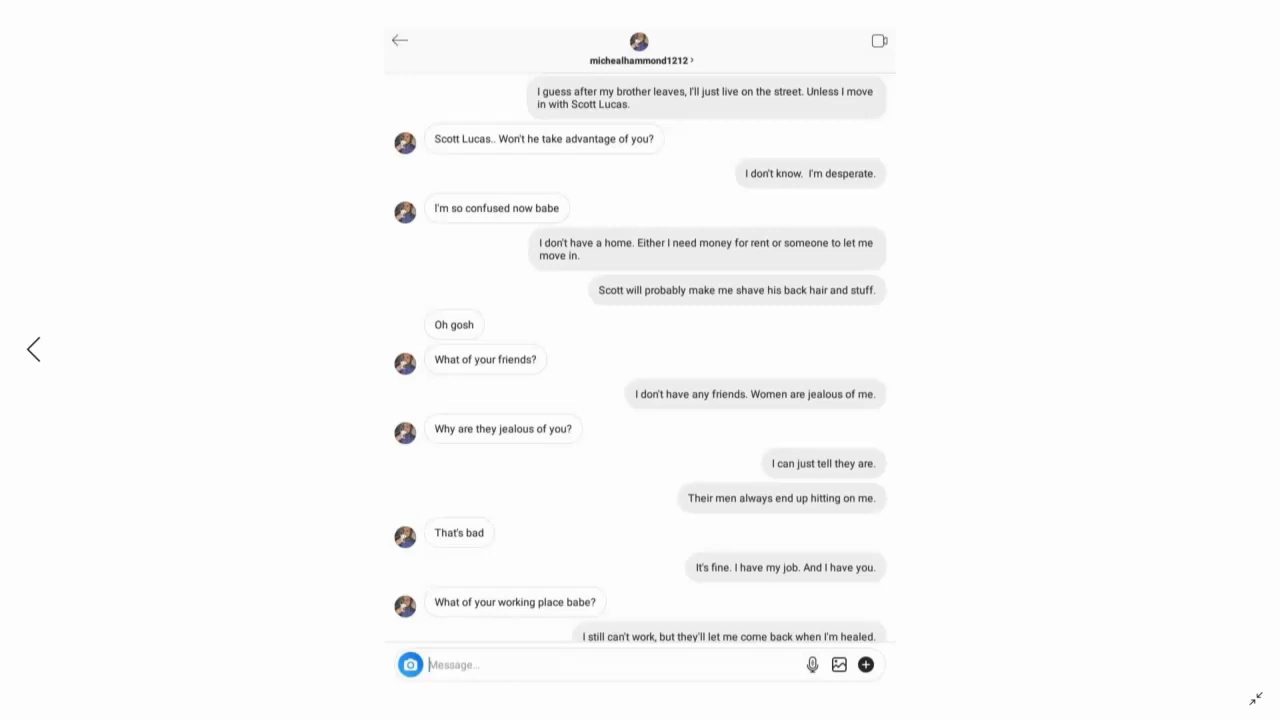 michealhammond1212 ›
I guess after my brother leaves, I'll just live on the street. Unless I move
in with Scott Lucas.
Scott Lucas.. Won't he take advantage of you?
I don't know.  I'm desperate.
I'm so confused now babe
I don't have a home. Either I need money for rent or someone to let me
move in.
Scott will probably make me shave his back hair and stuff.
Oh gosh
What of your friends?
I don't have any friends. Women are jealous of me.
Why are they jealous of you?
I can just tell they are.
Their men always end up hitting on me.
That's bad
It's fine. I have my job. And I have you.
What of your working place babe?
I still can't work, but they'll let me come back when I'm healed.
Message...